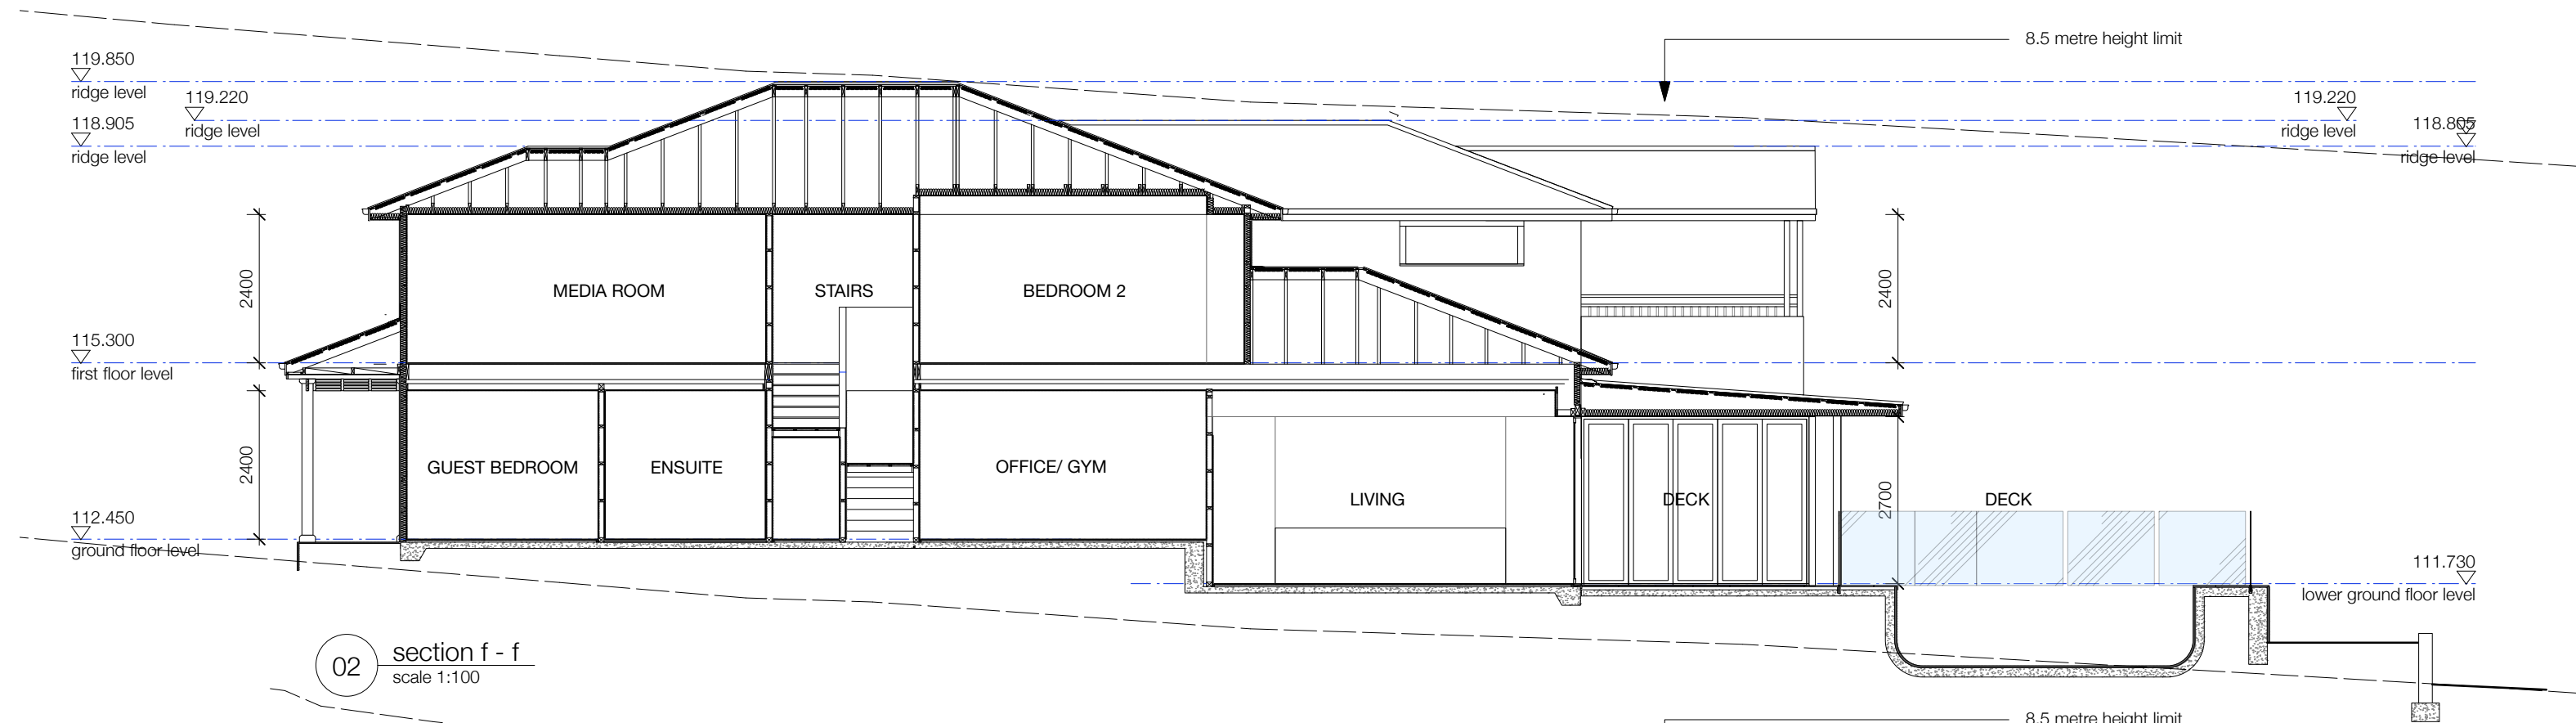 8.5 metre height limit
119.850
ridge level
119.220
ridge level
118.905
ridge level
119.220
ridge level
118.805
ridge level
2400
2400
MEDIA ROOM
STAIRS
BEDROOM 2
115.300
first floor level
2400
GUEST BEDROOM
ENSUITE
OFFICE/ GYM
LIVING
DECK
2700
DECK
112.450
ground floor level
111.730
lower ground floor level
02
section f - f
scale 1:100
8.5 metre height limit